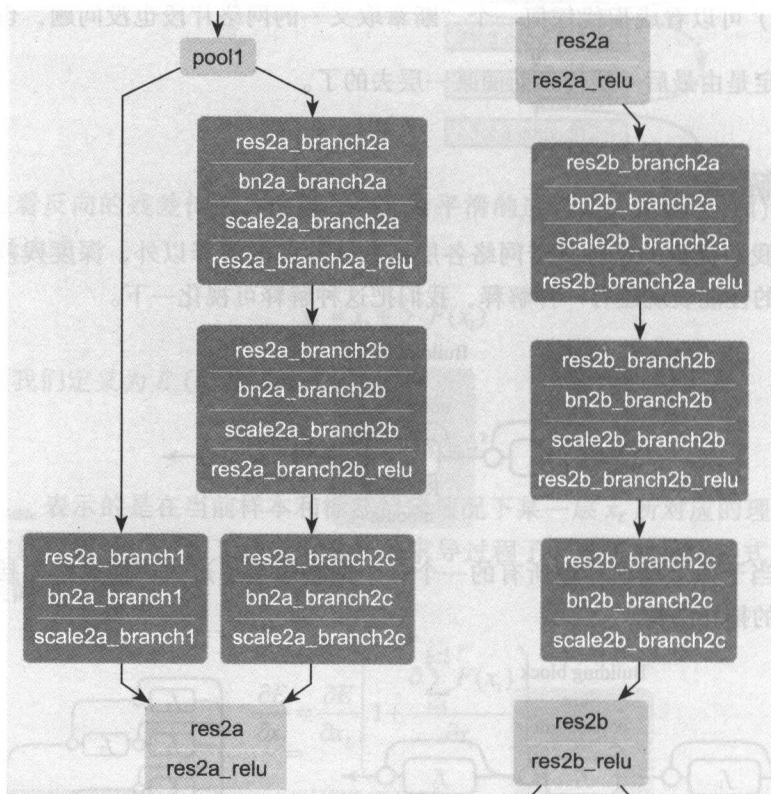 pool1
res2a_branch2a
bn2a_branch2a
scale2a_branch2a
res2a_branch2a_relu
res2a_branch2b
bn2a_branch2b
scale2a_branch2b
res2a_branch2b_relu
res2a_branch1
bn2a_branch1
scale2a_branch1
res2a_branch2c
bn2a_branch2c
scale2a_branch2c
res2a
res2a_relu
res2a
res2a_relu
res2b_branch2a
bn2b_branch2a
scale2b_branch2a
res2b_branch2a_relu
res2b_branch2b
bn2b_branch2b
scale2b_branch2b
res2b_branch2b_relu
res2b_branch2c
bn2b_branch2c
scale2b_branch2c
res2b
res2b_relu